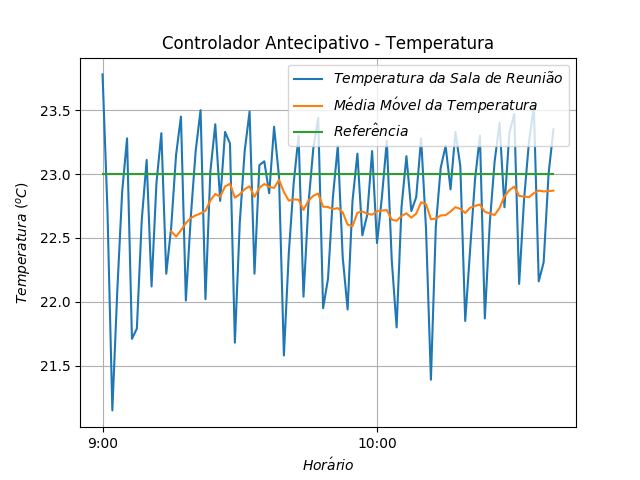 Controlador Antecipativo - Temperatura
Temperatura da Sala de Reunião
Média Móvel da Temperatura
Referência
23.5
23.0
22.5
22.0
21.5
Temperatura (ºC)
9:00 10:00
Horário